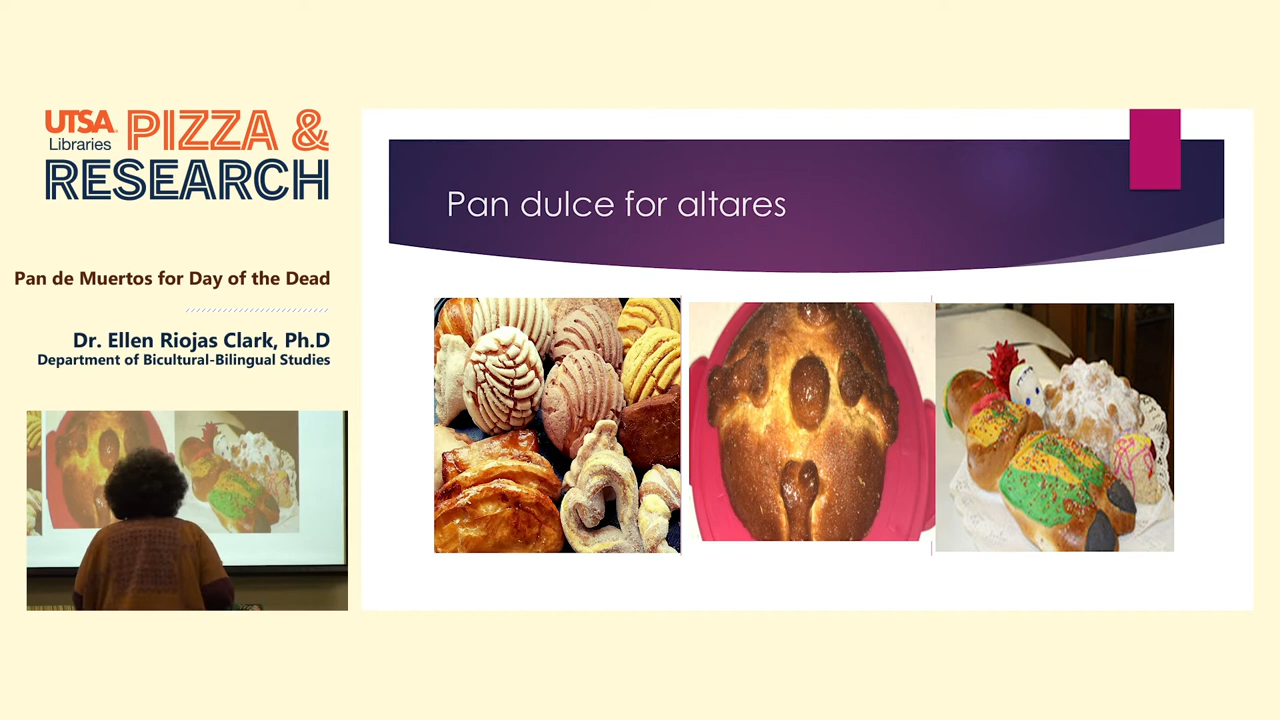 UTSA PIZZA &
Libraries
RESEARCH
Pan de Muertos for Day of the Dead
Dr. Ellen Riojas Clark, Ph.D
Department of Bicultural-Bilingual Studies
Pan dulce for altares